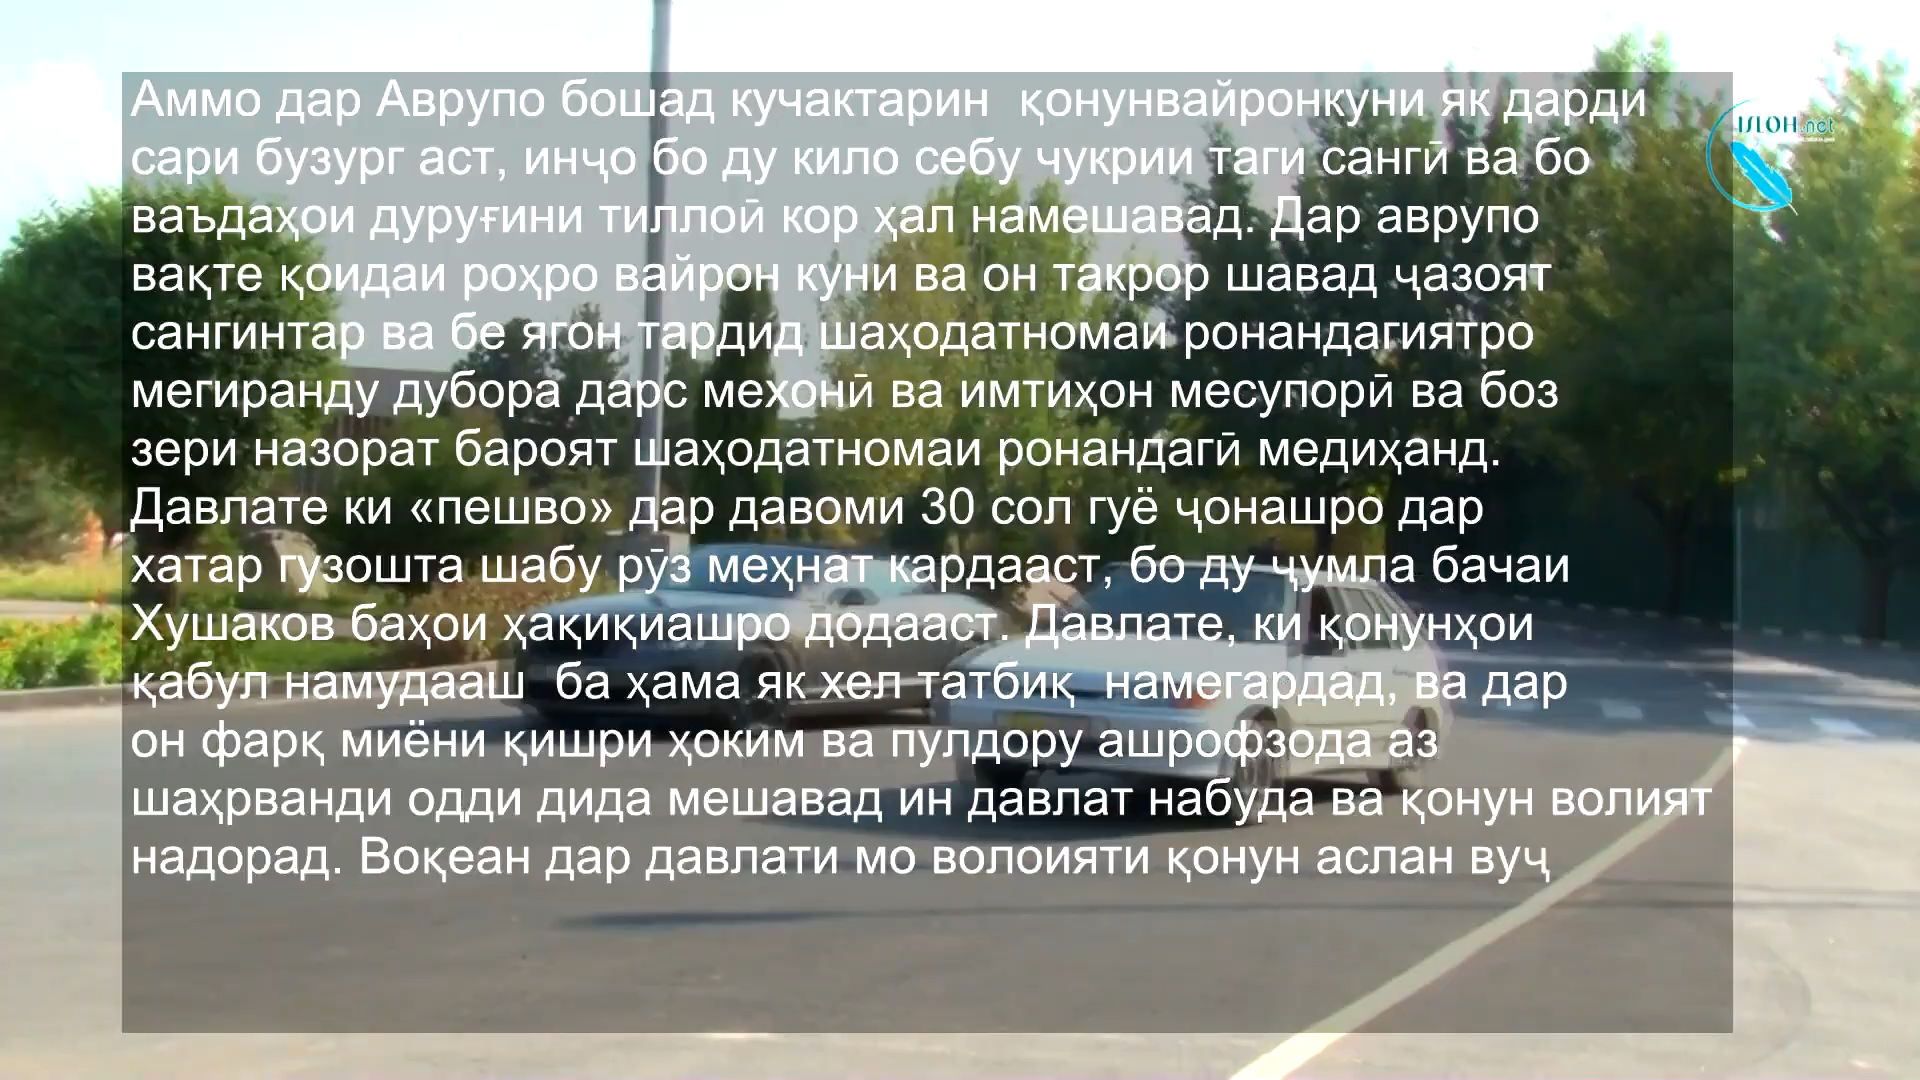 Аммо дар Аврупо бошад кучактарин  қонунвайронкуни як дарди
сари бузург аст, инҷо бо ду кило себу чукрии таги сангӣ ва бо
ваъдаҳои дуруғини тиллоӣ кор ҳал намешавад. Дар аврупо
вақте қоидаи роҳро вайрон куни ва он такрор шавад ҷазоят
сангинтар ва бе ягон тардид шаҳодатномаи ронандагиятро
мегиранду дубора дарс мехонӣ ва имтиҳон месупорӣ ва боз
зери назорат бароят шаҳодатномаи ронандагӣ медиҳанд.
Давлате ки «пешво» дар давоми 30 сол гуё ҷонашро дар
хатар гузошта шабу рӯз меҳнат кардааст, бо ду ҷумла бачаи
Хушаков баҳои ҳақиқиашро додааст. Давлате, ки қонунҳои
қабул намудааш  ба ҳама як хел татбиқ  намегардад, ва дар
он фарқ миёни қишри ҳоким ва пулдору ашрофзода аз
шаҳрванди одди дида мешавад ин давлат набуда ва қонун волият
надорад. Воқеан дар давлати мо волоияти қонун аслан вуҷ
ISLOH.net